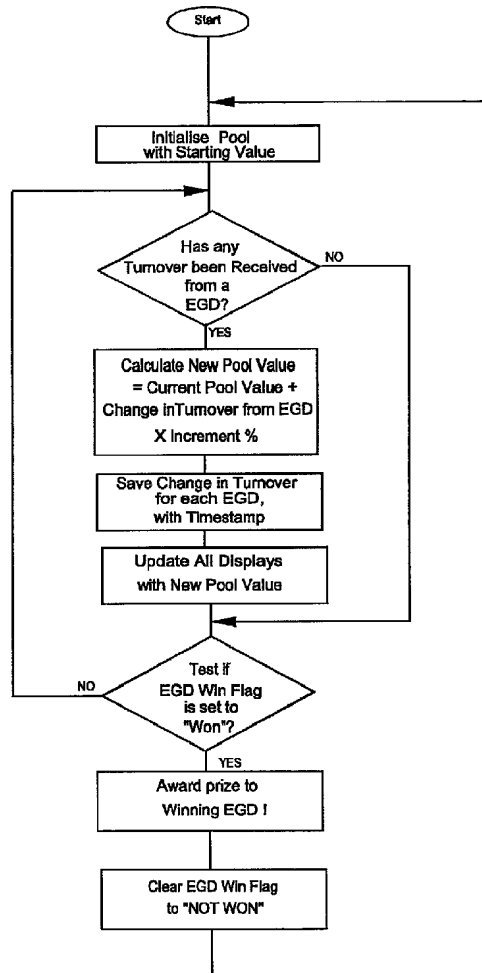 Start
Initialise Pool
with Starting Value
Has any
Turnover been Received
from a
EGD?
NO
YES
Calculate New Pool Value
= Current Pool Value +
Change inTurnover from EGD
X Increment %
Save Change in Turnover
for each EGD,
with Timestamp
Update All Displays
with New Pool Value
Test if
EGD Win Flag
is set to
"Won"?
NO
YES
Award prize to
Winning EGD !
Clear EGD Win Flag
to "NOT WON"